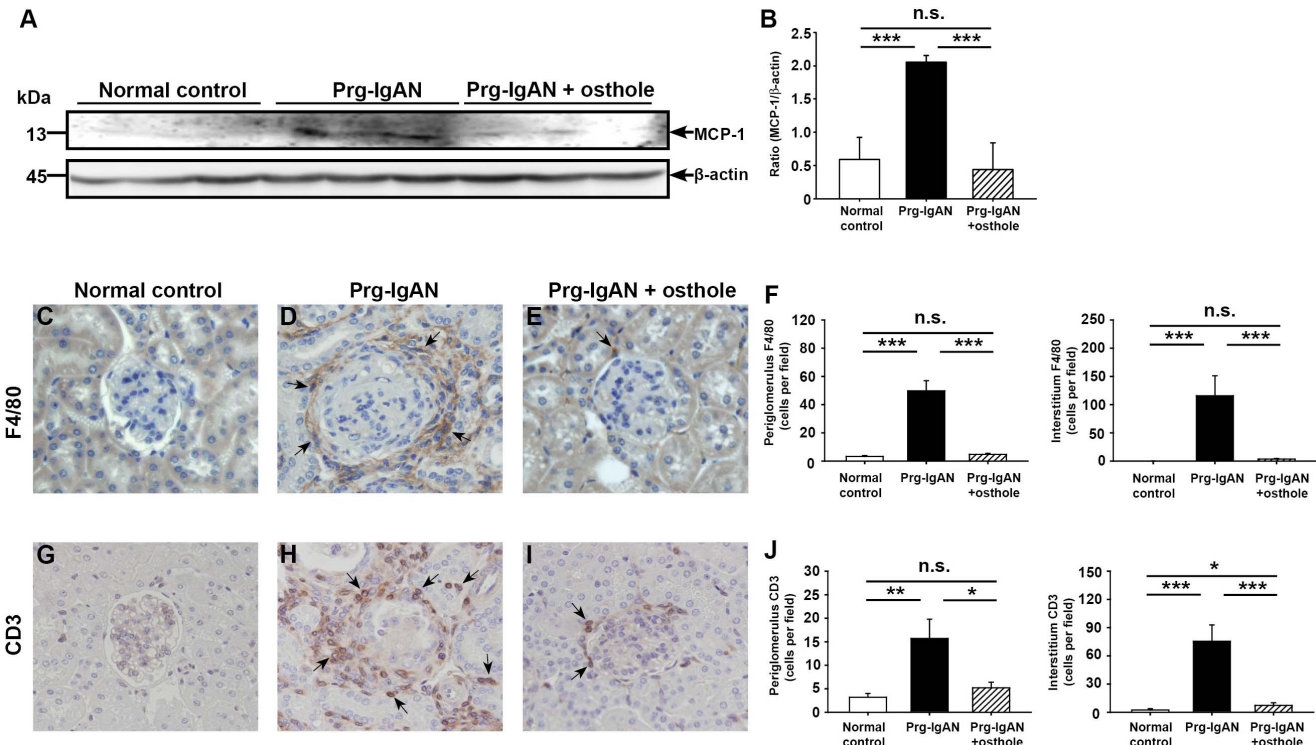 A
kDa
Normal control
Prg-IgAN
Prg-IgAN + osthole
13
MCP-1
45
β-actin
B
n.s.
*** ***
Ratio (MCP-1/β-actin)
2.5
2.0
1.5
1.0
0.5
0
Normal control
Prg-IgAN
Prg-IgAN +osthole
Normal control
Prg-IgAN
Prg-IgAN + osthole
F4/80
C
D
E
F
n.s.
*** ***
Periglomerulus F4/80
(cells per field)
120
100
80
60
40
20
0
Normal control
Prg-IgAN
Prg-IgAN +osthole
n.s.
*** ***
Interstitium F4/80
(cells per field)
250
200
150
100
50
0
Normal control
Prg-IgAN
Prg-IgAN +osthole
CD3
G
H
I
J
n.s.
** *
Periglomerulus CD3
(cells per field)
30
25
20
15
10
5
0
Normal control
Prg-IgAN
Prg-IgAN +osthole
*
*** ***
Interstitium CD3
(cells per field)
150
120
90
60
30
0
Normal control
Prg-IgAN
Prg-IgAN +osthole